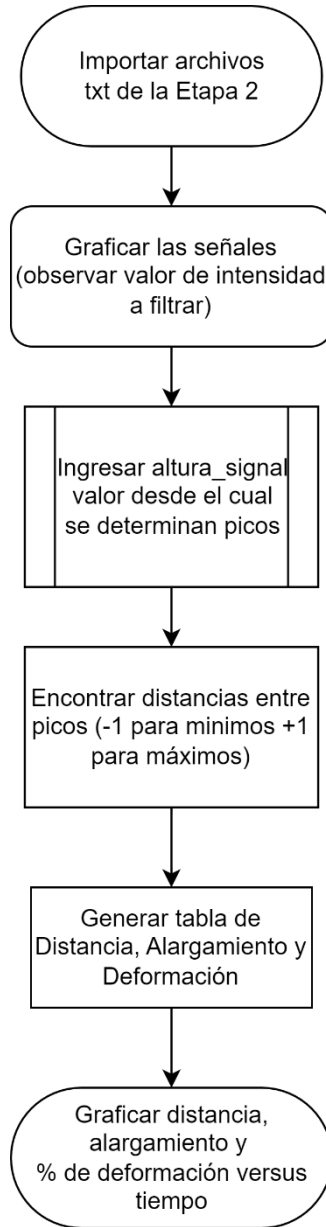 Importar archivos
txt de la Etapa 2
Graficar las señales
(observar valor de intensidad
a filtrar)
Ingresar altura_signal
valor desde el cual
se determinan picos
Encontrar distancias entre
picos (-1 para minimos +1
para máximos)
Generar tabla de
Distancia, Alargamiento y
Deformación
Graficar distancia,
alargamiento y
% de deformación versus
tiempo